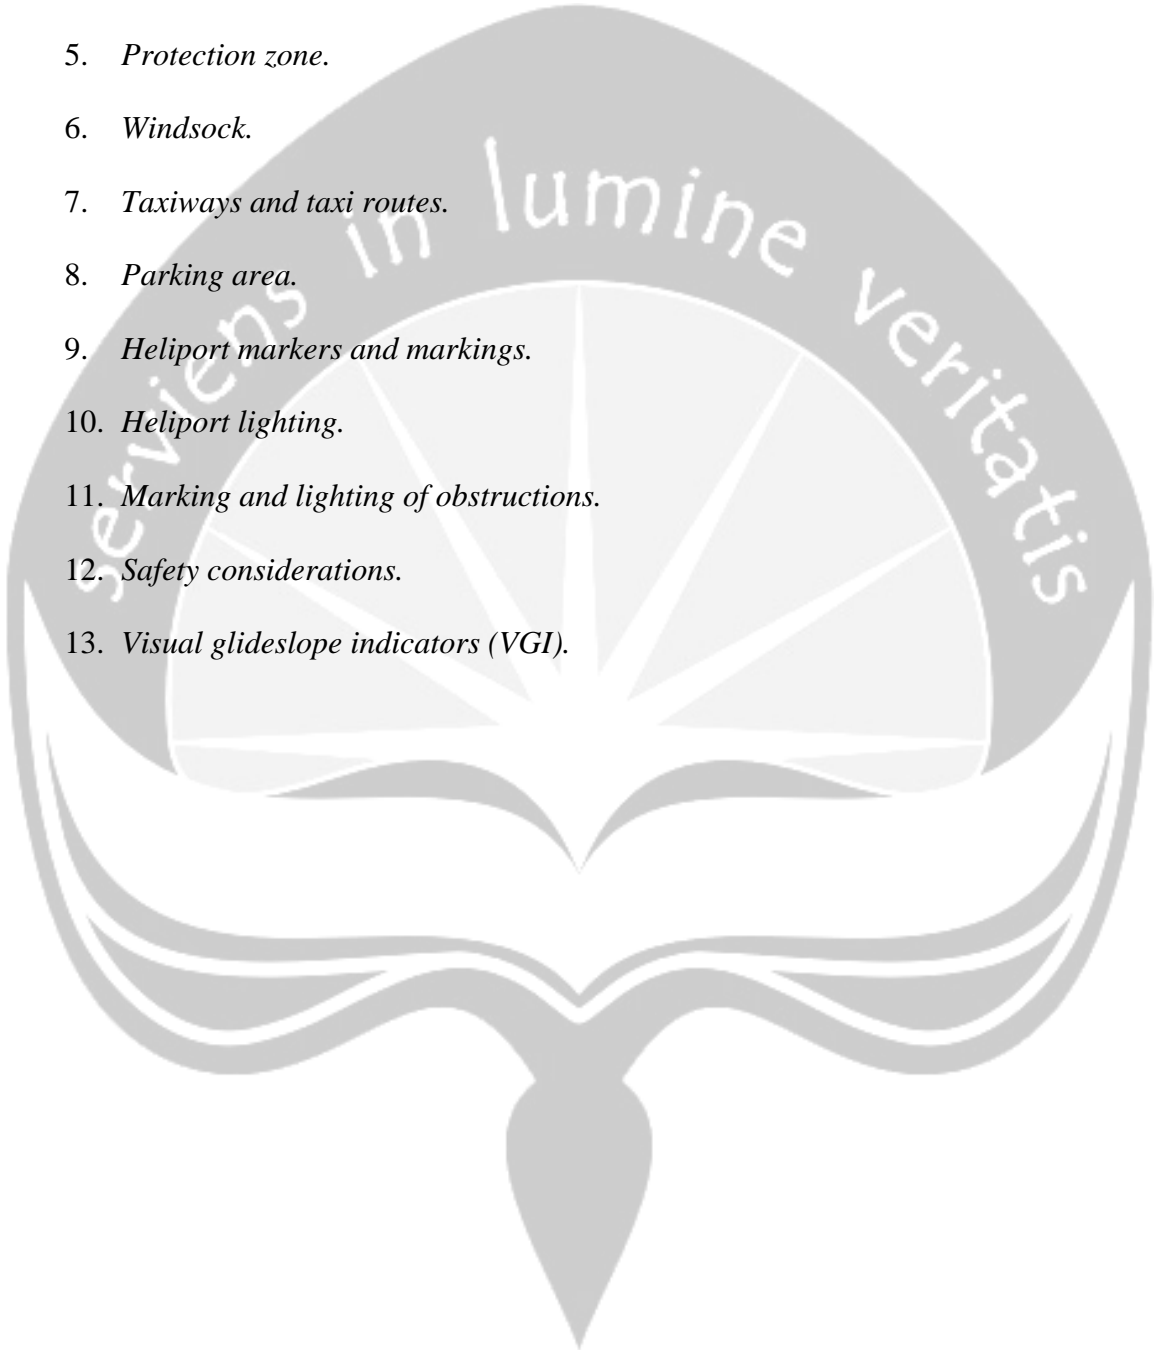 5. Protection zone.
6. Windsock.
7. Taxiways and taxi routes.
8. Parking area.
9. Heliport markers and markings.
10. Heliport lighting.
11. Marking and lighting of obstructions.
12. Safety considerations.
13. Visual glideslope indicators (VGI).
serviens in lumine veritatis